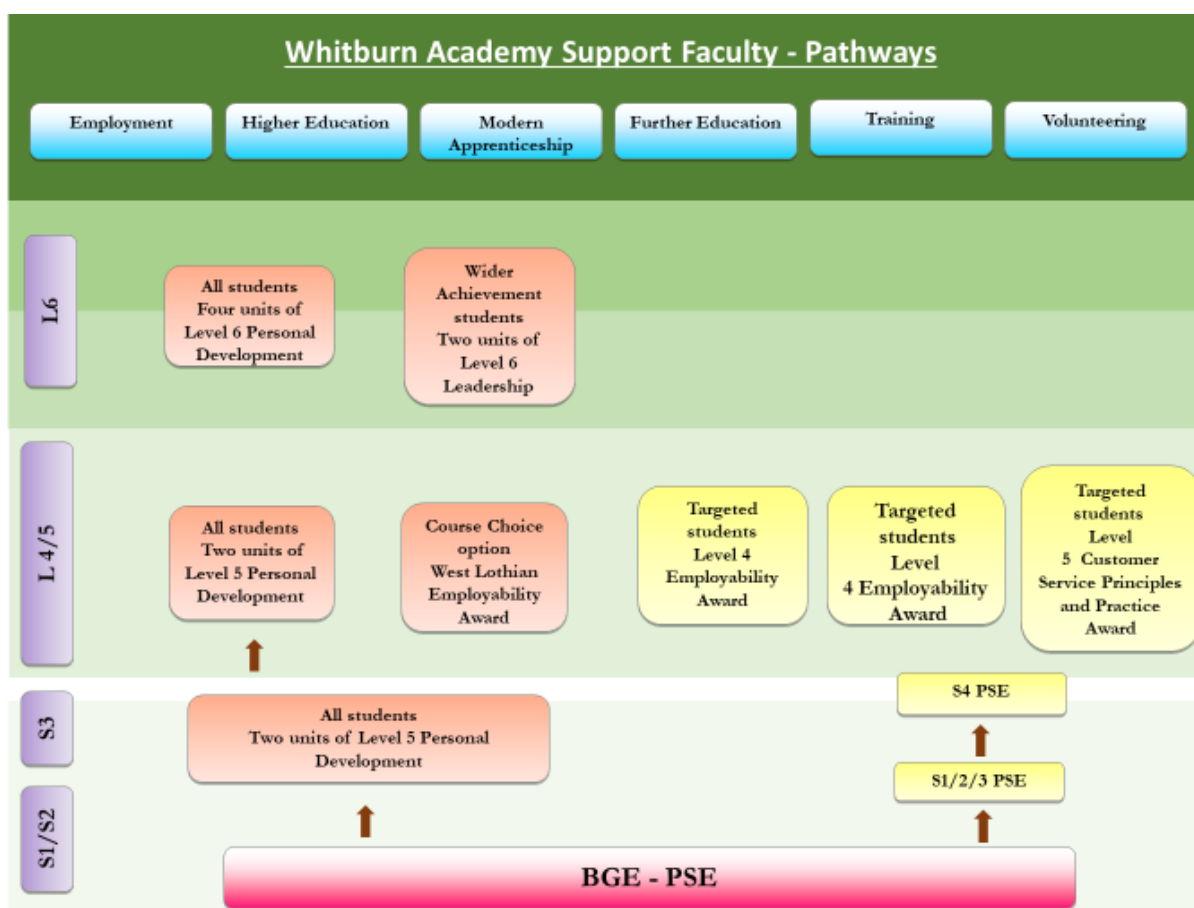 Whitburn Academy Support Faculty - Pathways
Employment
Higher Education
Modern
Apprenticeship
Further Education
Training
Volunteering
L6
All students
Four units of
Level 6 Personal
Development
Wider
Achievement
students
Two units of
Level 6
Leadership
L 4/5
All students
Two units of
Level 5 Personal
Development
Course Choice
option
West Lothian
Employability
Award
Targeted
students
Level 4
Employability
Award
Targeted
students
Level
4 Employability
Award
Targeted
students
Level
5 Customer
Service Principles
and Practice
Award
S3
All students
Two units of Level 5 Personal
Development
S4 PSE
S1/2/3 PSE
S1/S2
BGE - PSE